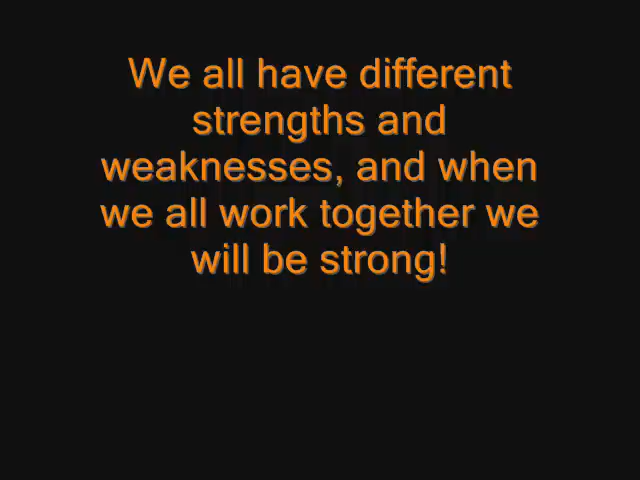 We all have different
strengths and
weaknesses, and when
we all work together we
will be strong!